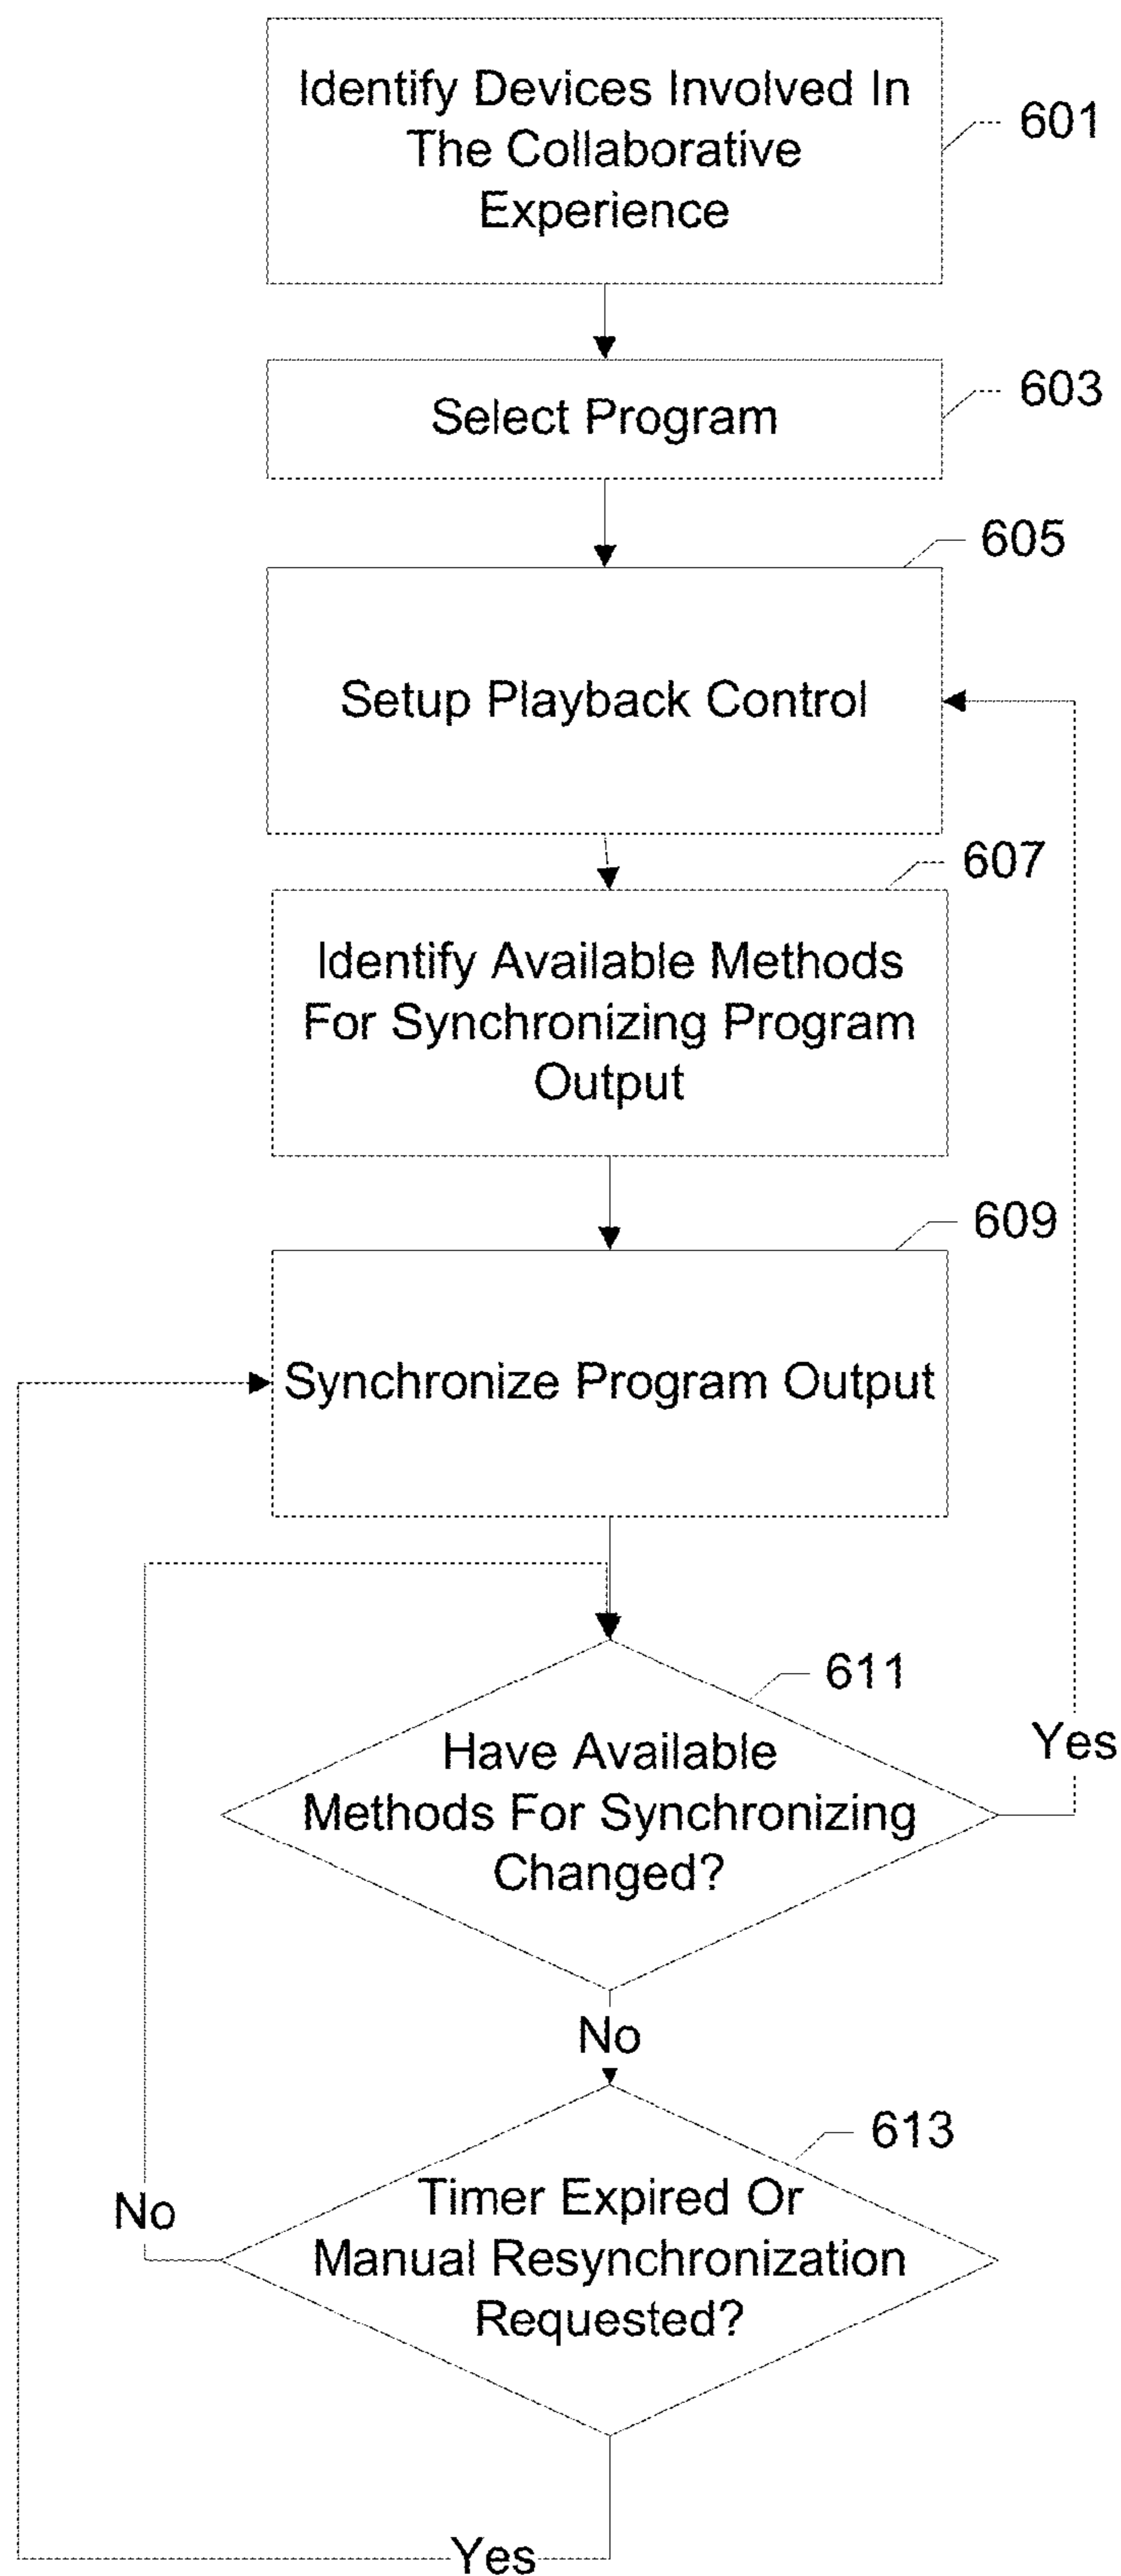 Identify Devices Involved In
The Collaborative
Experience
601
Select Program
603
605
Setup Playback Control
607
Identify Available Methods
For Synchronizing Program
Output
609
Synchronize Program Output
611
Have Available
Methods For Synchronizing
Changed?
Yes
No
613
Timer Expired Or
Manual Resynchronization
Requested?
No
Yes